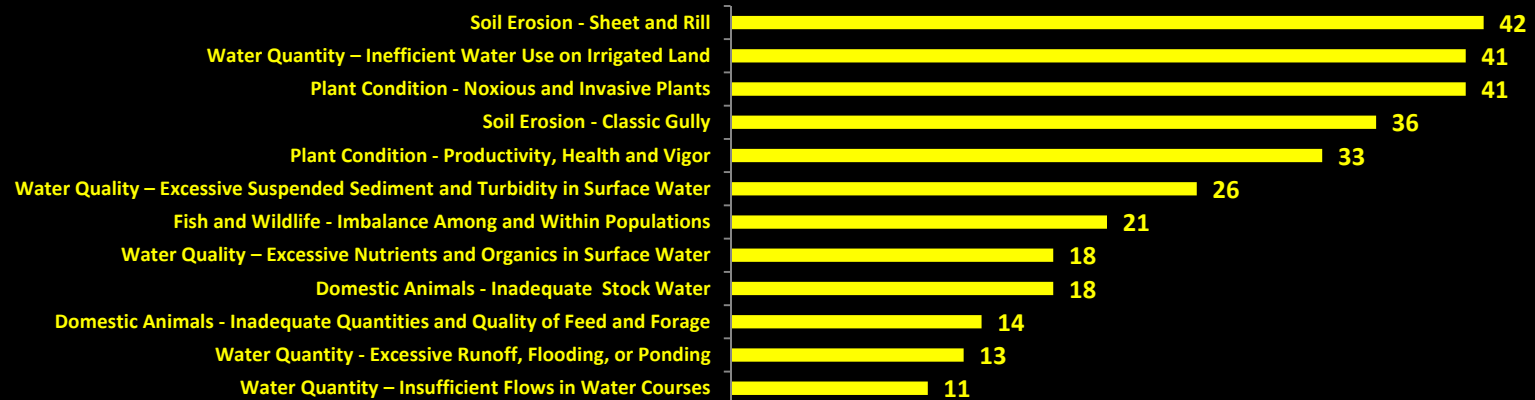 Soil Erosion - Sheet and Rill 42
Water Quantity – Inefficient Water Use on Irrigated Land 41
Plant Condition - Noxious and Invasive Plants 41
Soil Erosion - Classic Gully 36
Plant Condition - Productivity, Health and Vigor 33
Water Quality – Excessive Suspended Sediment and Turbidity in Surface Water 26
Fish and Wildlife - Imbalance Among and Within Populations 21
Water Quality – Excessive Nutrients and Organics in Surface Water 18
Domestic Animals - Inadequate  Stock Water 18
Domestic Animals - Inadequate Quantities and Quality of Feed and Forage 14
Water Quantity - Excessive Runoff, Flooding, or Ponding 13
Water Quantity – Insufficient Flows in Water Courses 11